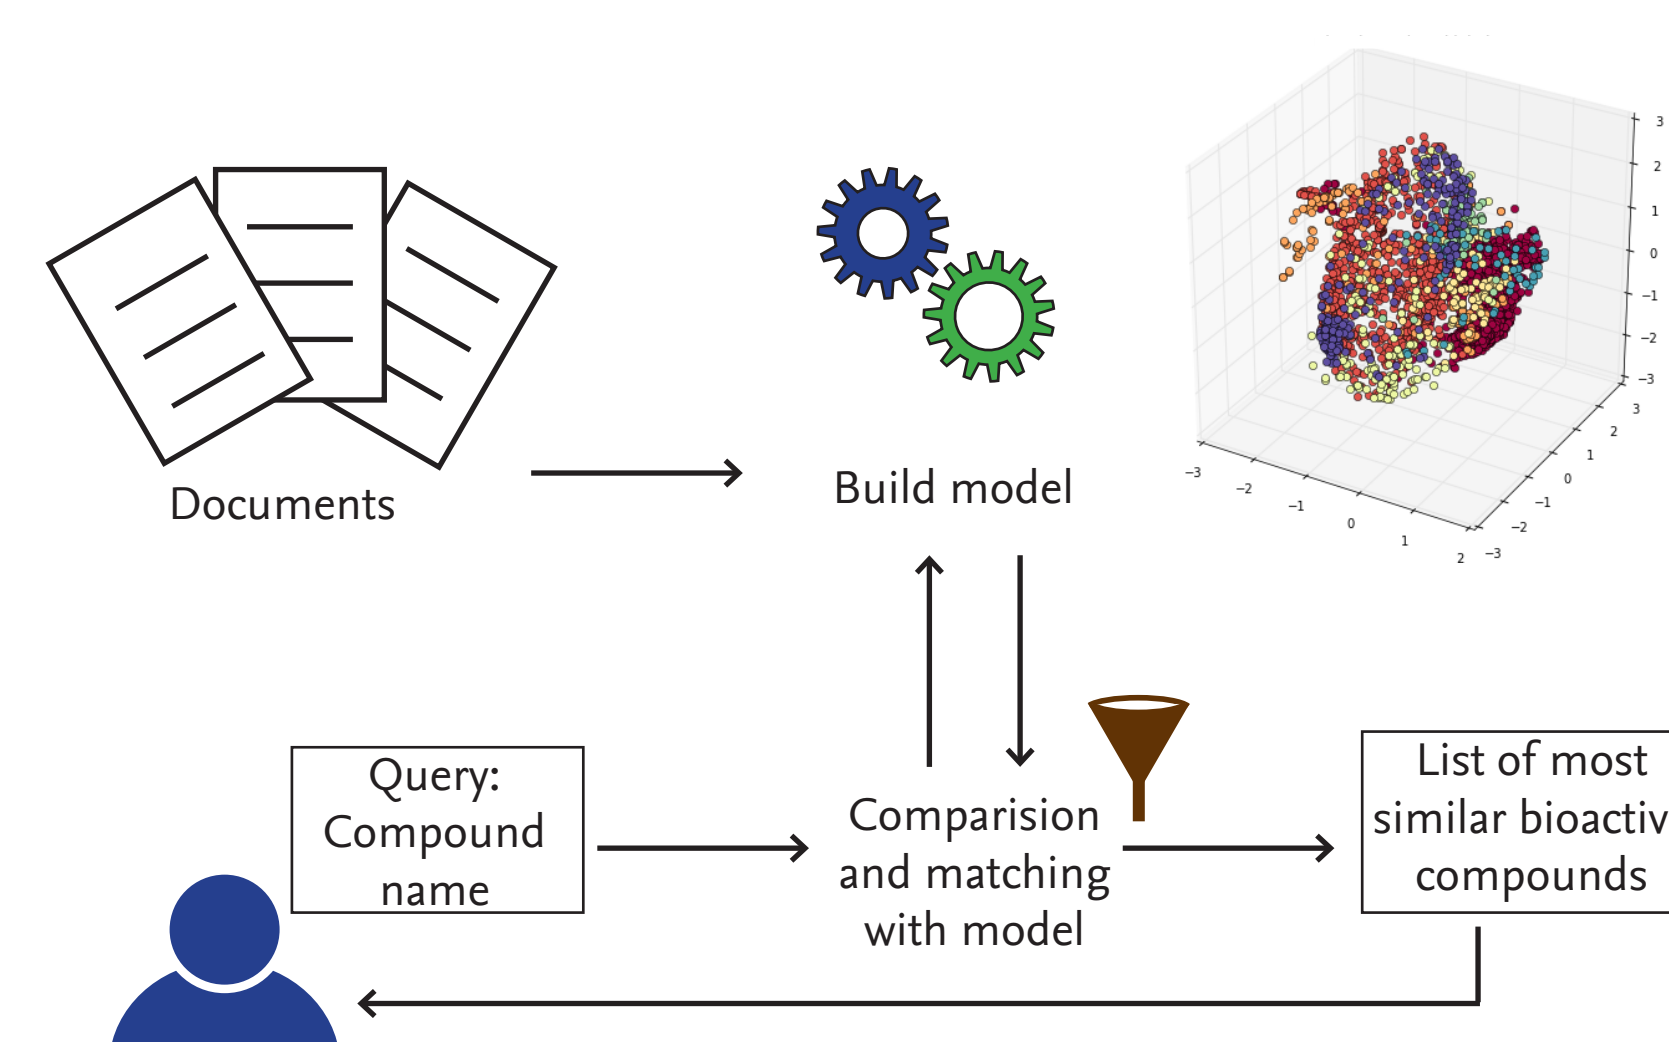 3
2
1
0
−1
−2
−3
3
2
1
0
−1
−2
−3
−3
−2
−1
0
1
2
Documents
Build model
Query:
Compound
name
Comparision
and matching
with model
List of most
similar bioactiv
compounds